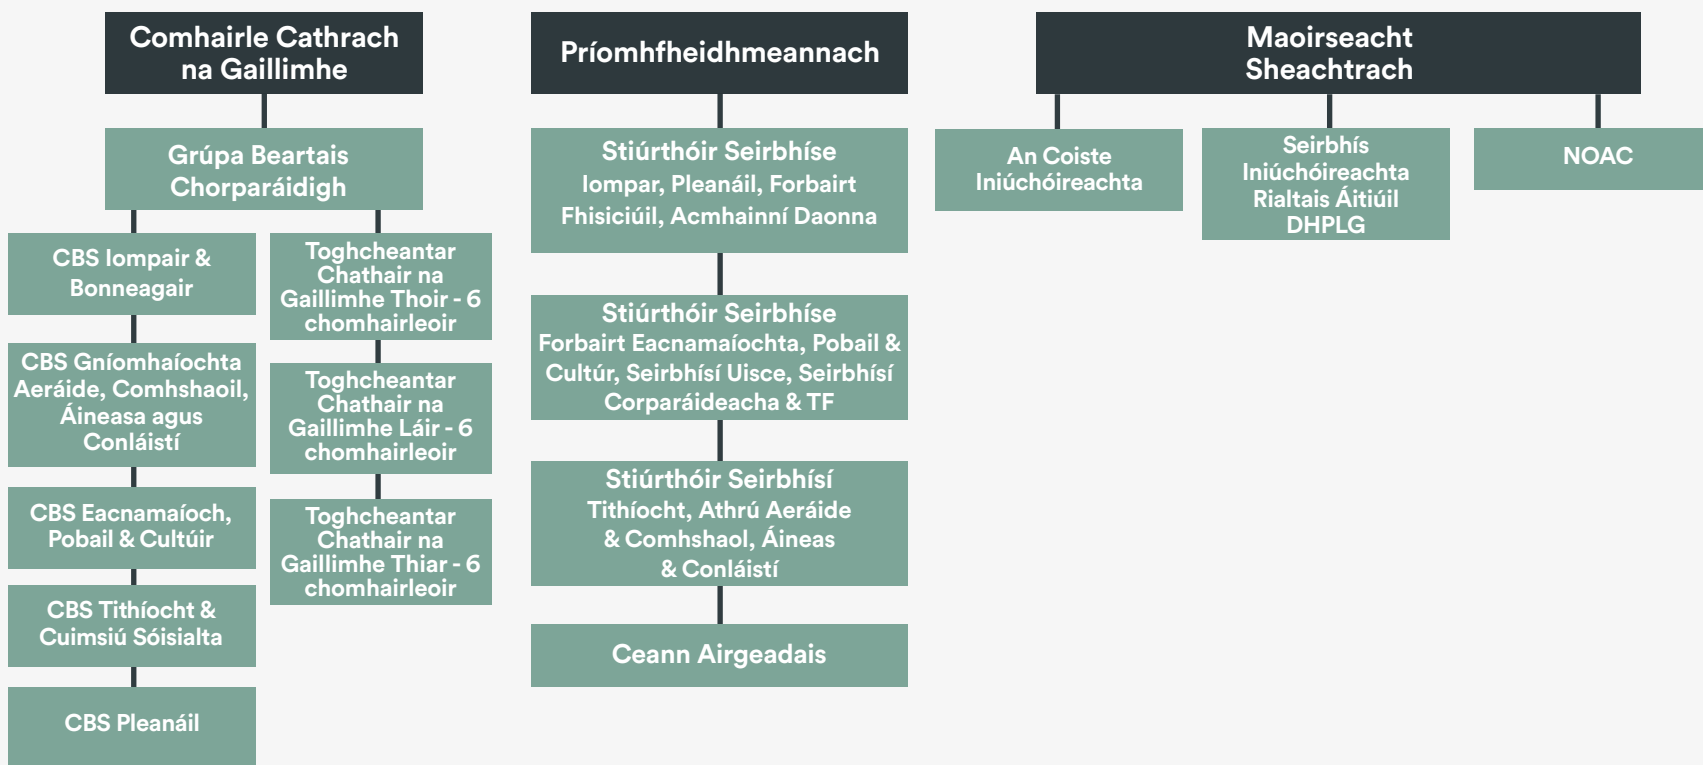 Comhairle Cathrach
na Gaillimhe
Grúpa Beartais
Chorparáidigh
CBS Iompair &
Bonneagair
CBS Gníomhaíochta
Aeráide, Comhshaoil,
Áineasa agus
Conláistí
CBS Eacnamaíoch,
Pobail & Cultúir
CBS Tithíocht &
Cuimsiú Sóisialta
CBS Pleanáil
Toghcheantar
Chathair na
Gaillimhe Thoir - 6
chomhairleoir
Toghcheantar
Chathair na
Gaillimhe Láir - 6
chomhairleoir
Toghcheantar
Chathair na
Gaillimhe Thiar - 6
chomhairleoir
Príomhfheidhmeannach
Stiúrthóir Seirbhíse
Iompar, Pleanáil, Forbairt
Fhisiciúil, Acmhainní Daonna
Stiúrthóir Seirbhíse
Forbairt Eacnamaíochta, Pobail &
Cultúr, Seirbhísí Uisce, Seirbhísí
Corparáideacha & TF
Stiúrthóir Seirbhísí
Tithíocht, Athrú Aeráide
& Comhshaol, Áineas
& Conláistí
Ceann Airgeadais
Maoirseacht
Sheachtrach
An Coiste
Iniúchóireachta
Seirbhís
Iniúchóireachta
Rialtais Áitiúil
DHPLG
NOAC